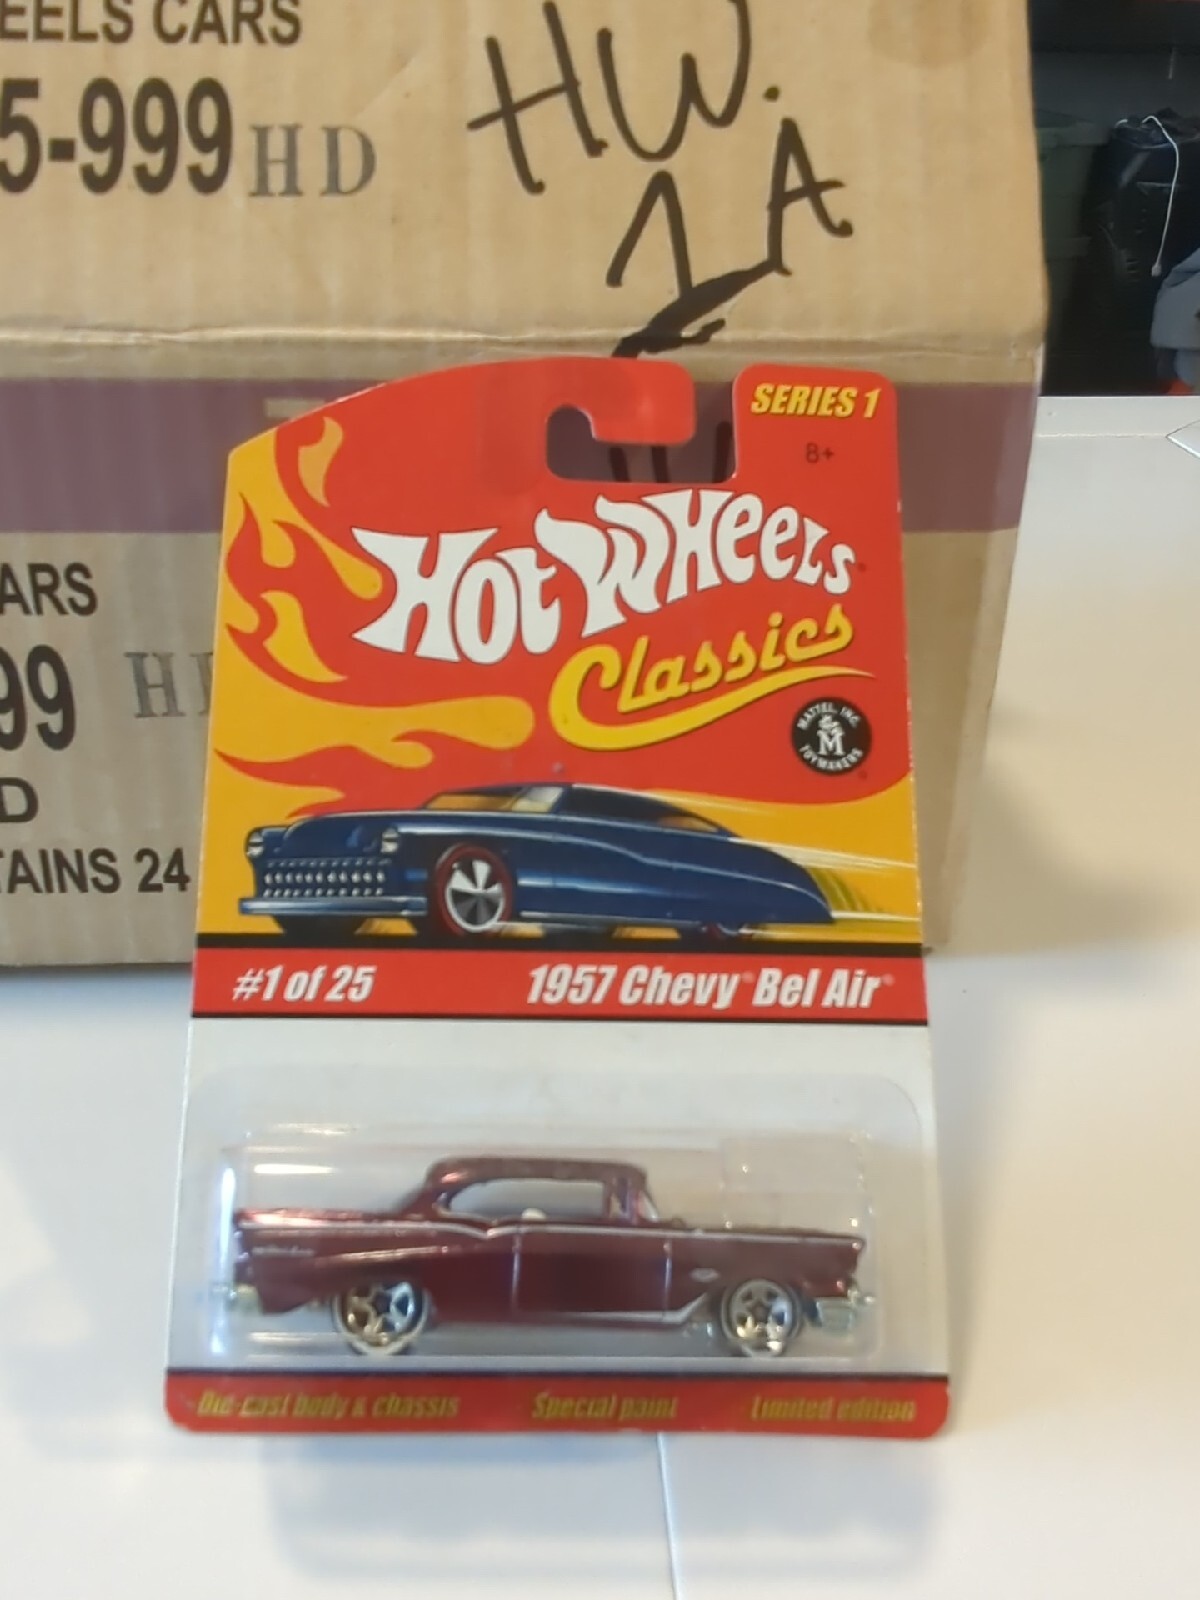 EELS CARS
5-999 HD
HW.
1A
ARS
99 H
D
TAINS 24
SERIES 1
8+
Hot Wheels
Classics
MATTEL, INC.
M
TOYMAKERS
#1 of 25 1957 Chevy Bel Air
Die-cast body & chassis Special paint Limited edition